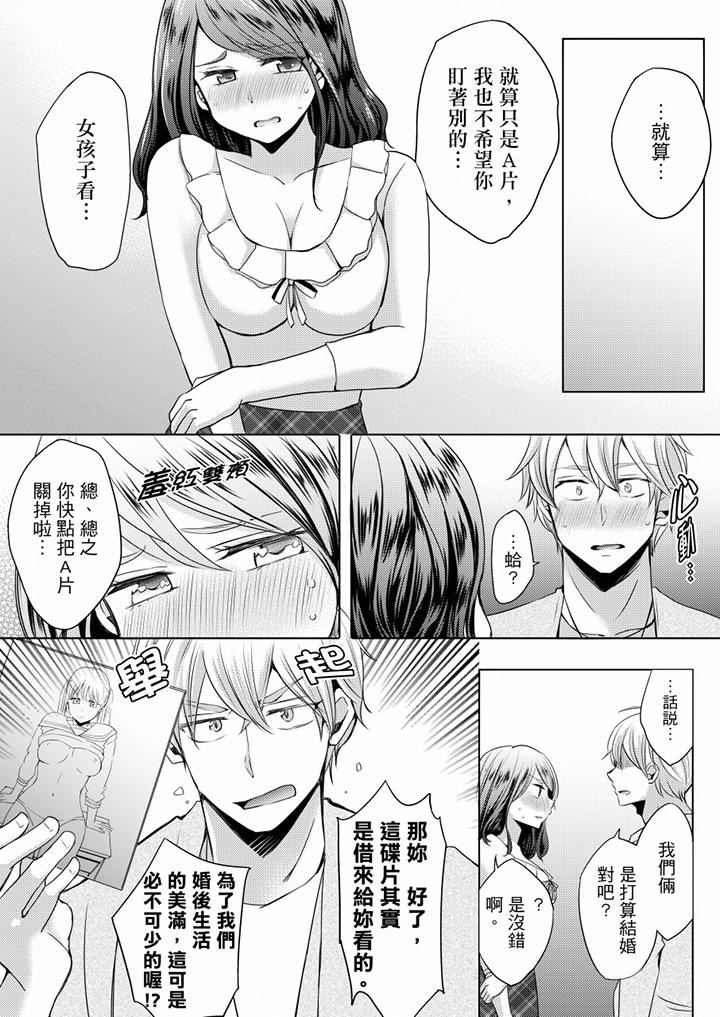 …就算…
就算只是A片，
我也不希望你
盯著別的…
女孩子看…
心動…
…蛤？
羞紅雙頰
總、總之
你快點把A片
關掉啦…
…話說…
我們倆
是打算結婚
對吧？
？
是沒錯
啊。
舉起
那妳 好了，
這碟片其實
是借來給妳看的。
為了我們
婚後生活
的美滿，這可是
必不可少的喔!?